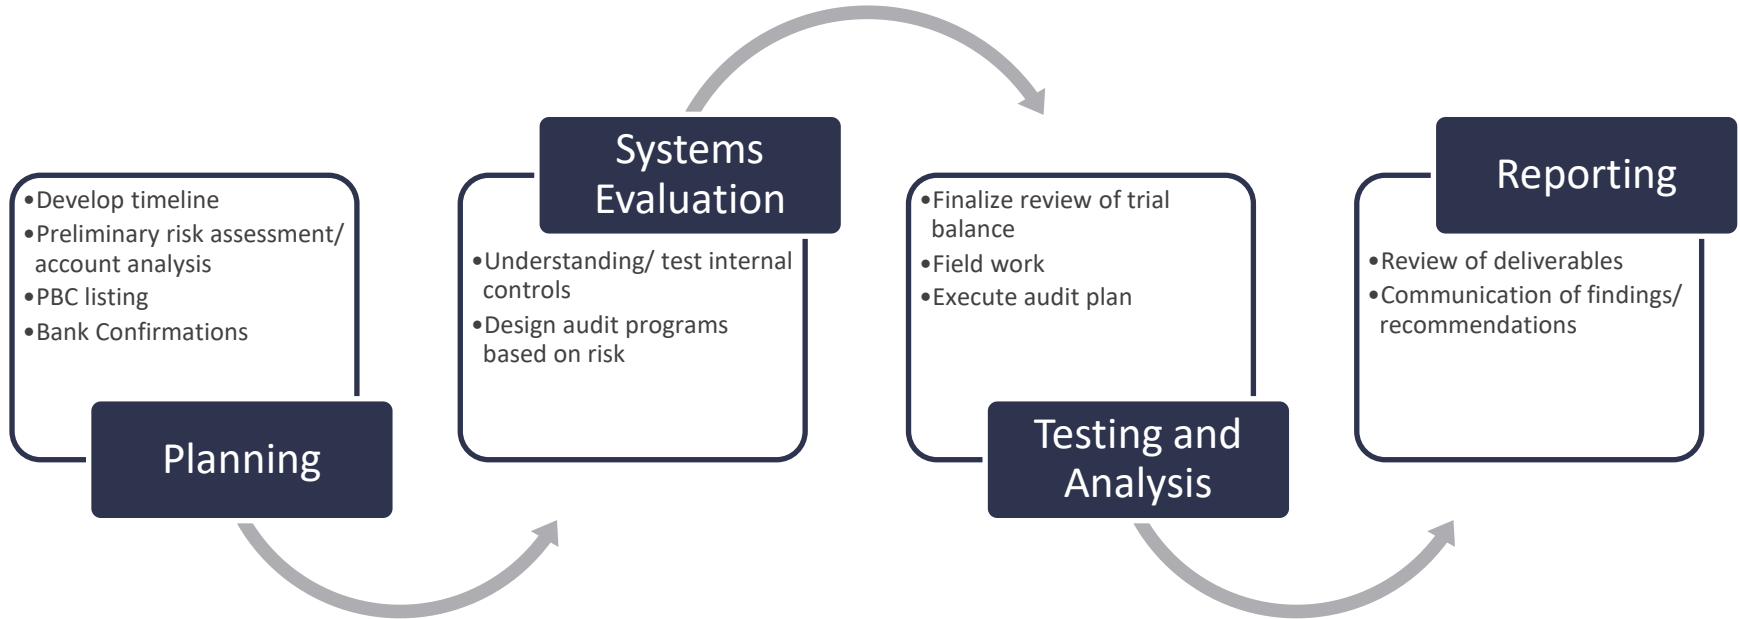 •Develop timeline
•Preliminary risk assessment/
account analysis
•PBC listing
•Bank Confirmations
Planning
Systems
Evaluation
•Understanding/ test internal
controls
•Design audit programs
based on risk
•Finalize review of trial
balance
•Field work
•Execute audit plan
Testing and
Analysis
Reporting
•Review of deliverables
•Communication of findings/
recommendations